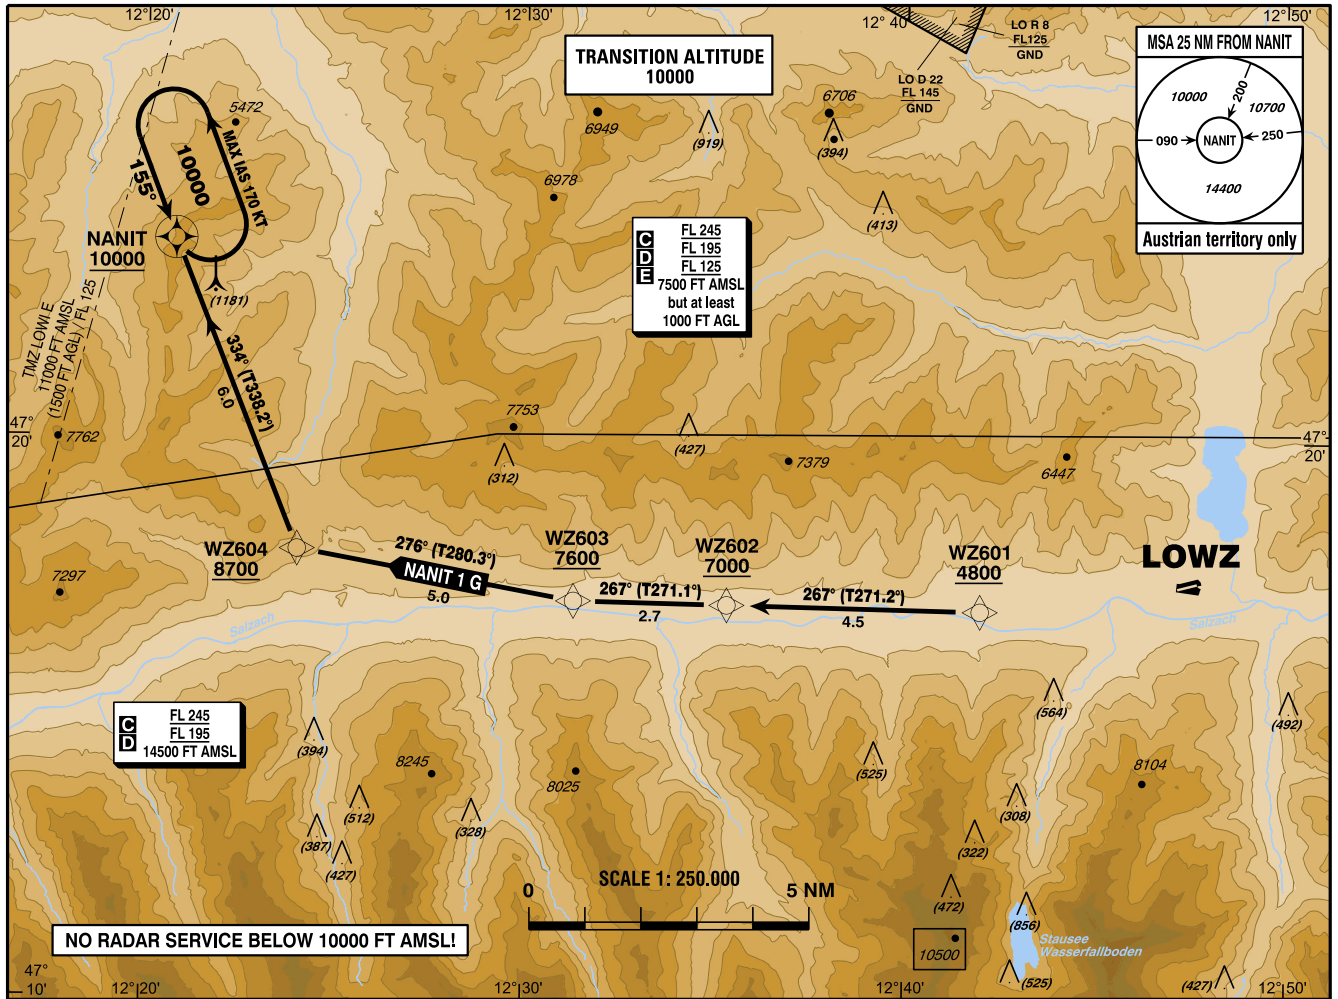 12°20'
12°30'
12° 40'
12°50'
LO R 8
FL125
GND
LO D 22
FL 145
GND
TRANSITION ALTITUDE
10000
MSA 25 NM FROM NANIT
10000
200
10700
090
NANIT
250
14400
Austrian territory only
5472
6949
(919)
6706
(394)
MAX IAS 170 KT
10000
155°
6978
(413)
NANIT
10000
(1181)
C
D
E
FL 245
FL 195
FL 125
7500 FT AMSL
but at least
1000 FT AGL
TMZ LOWI E
11000 FT AMSL
(1500 FT AGL) / FL 125
334° (T338.2°)
6.0
47°
20'
7762
7753
(312)
(427)
7379
6447
47°
20'
WZ604
8700
276° (T280.3°)
NANIT 1 G
5.0
WZ603
7600
267° (T271.1°)
2.7
WZ602
7000
267° (T271.2°)
4.5
WZ601
4800
LOWZ
7297
Salzach
Salzach
C
D
FL 245
FL 195
14500 FT AMSL
(394)
8245
8025
(564)
(492)
(525)
8104
(512)
(328)
(308)
(387)
(427)
(322)
SCALE 1: 250.000
0
5 NM
(472)
(856)
NO RADAR SERVICE BELOW 10000 FT AMSL!
10500
Stausee
Wasserfallboden
(525)
(427)
47°
10'
12°20'
12°30'
12°40'
12°50'